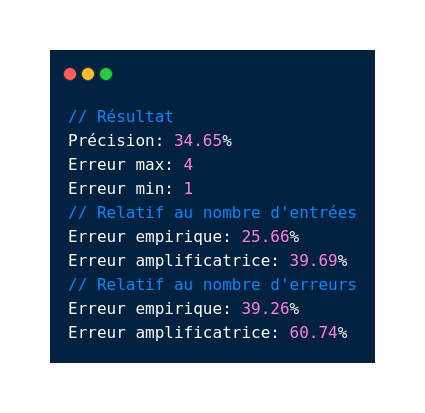 // Résultat
Précision: 34.65%
Erreur max: 4
Erreur min: 1
// Relatif au nombre d'entrées
Erreur empirique: 25.66%
Erreur amplificatrice: 39.69%
// Relatif au nombre d'erreurs
Erreur empirique: 39.26%
Erreur amplificatrice: 60.74%